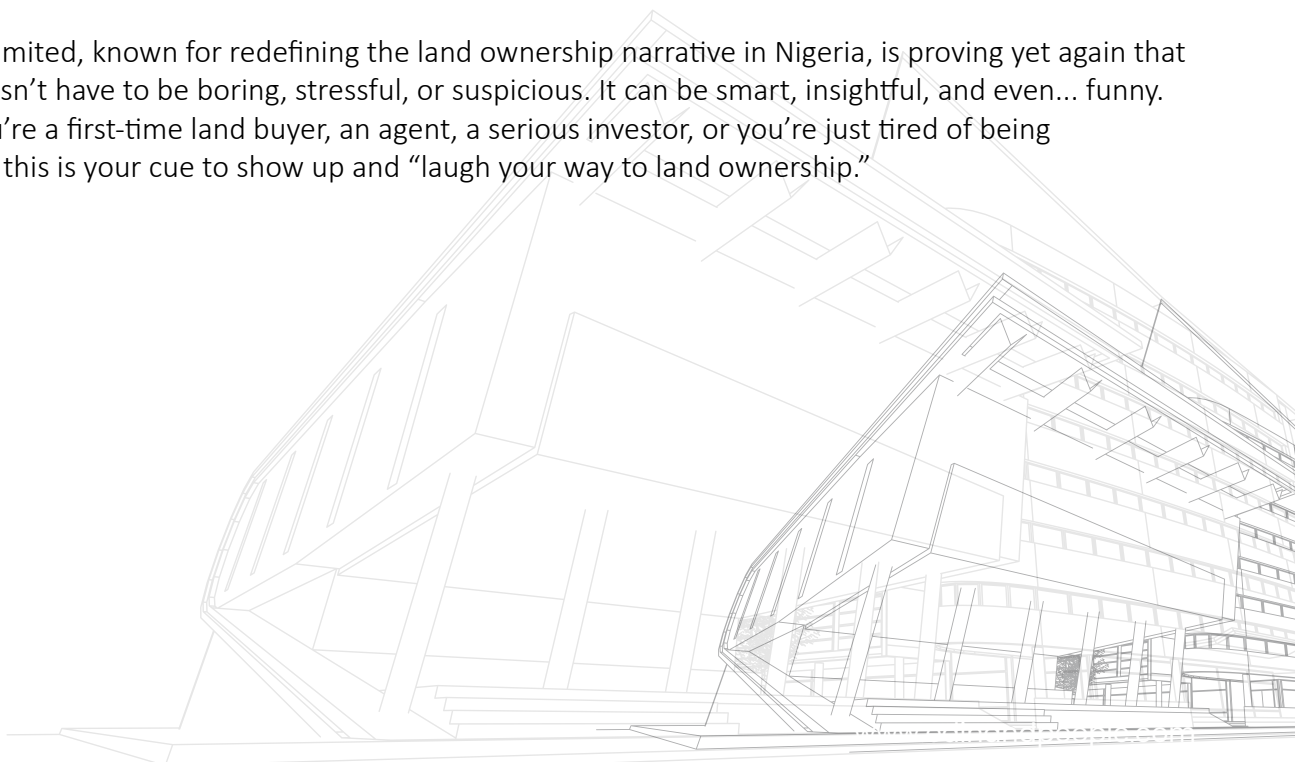 mited, known for redefining the land ownership narrative in Nigeria, is proving yet again that
sn’t have to be boring, stressful, or suspicious. It can be smart, insightful, and even... funny.
’re a first-time land buyer, an agent, a serious investor, or you’re just tired of being
this is your cue to show up and “laugh your way to land ownership.”